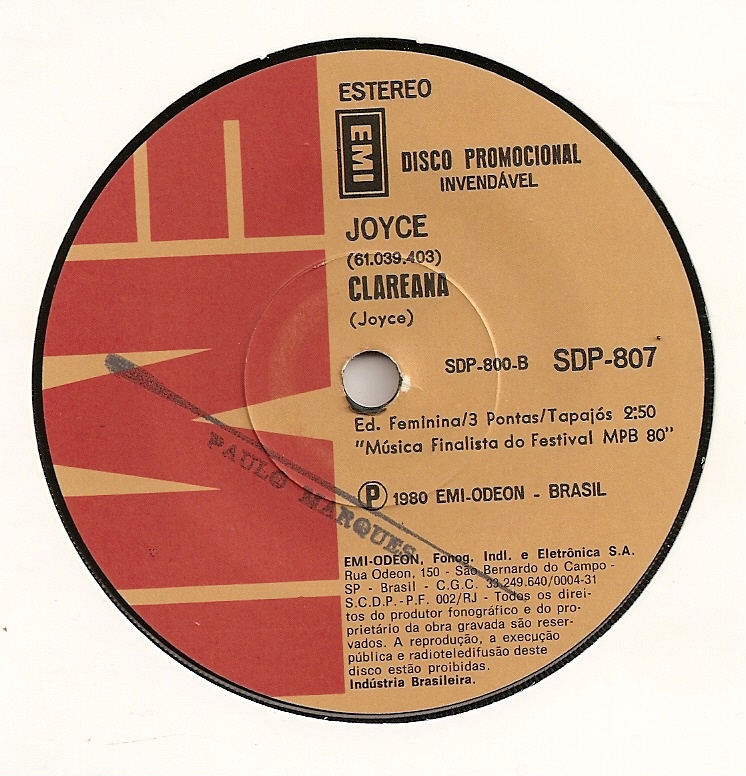 ESTEREO
EMI
DISCO PROMOCIONAL
INVENDÁVEL
JOYCE
(61.039.403)
CLAREANA
(Joyce)
SDP-800-B SDP-807
Ed. Feminina/3 Pontas/Tapajós 2:50
"Música Finalista do Festival MPB 80"
Ⓟ 1980 EMI-ODEON - BRASIL
PAULO MARQUES
EMI-ODEON, Fonog. Indl. e Eletrônica S.A.
Rua Odeon, 150 - São Bernardo do Campo -
SP - Brasil - C.G.C. 33.249.640/0004-31
S.C.D.P.-P.F. 002/RJ - Todos os direi-
tos do produtor fonográfico e do pro-
prietário da obra gravada são reser-
vados. A reprodução, a execução
pública e radioteledifusão deste
disco estão proibidas.
Indústria Brasileira.
EMI